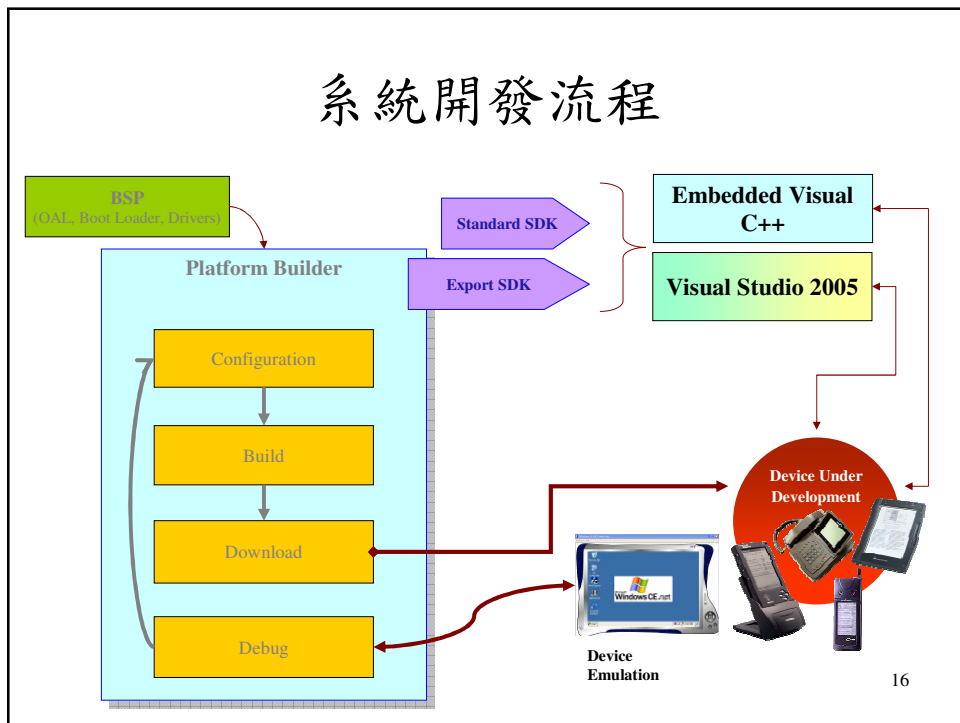 系統開發流程
BSP
(OAL, Boot Loader, Drivers)
Platform Builder
Configuration
Build
Download
Debug
Standard SDK
Export SDK
Embedded Visual
C++
Visual Studio 2005
Device Under
Development
Windows CE.net
Device
Emulation
16